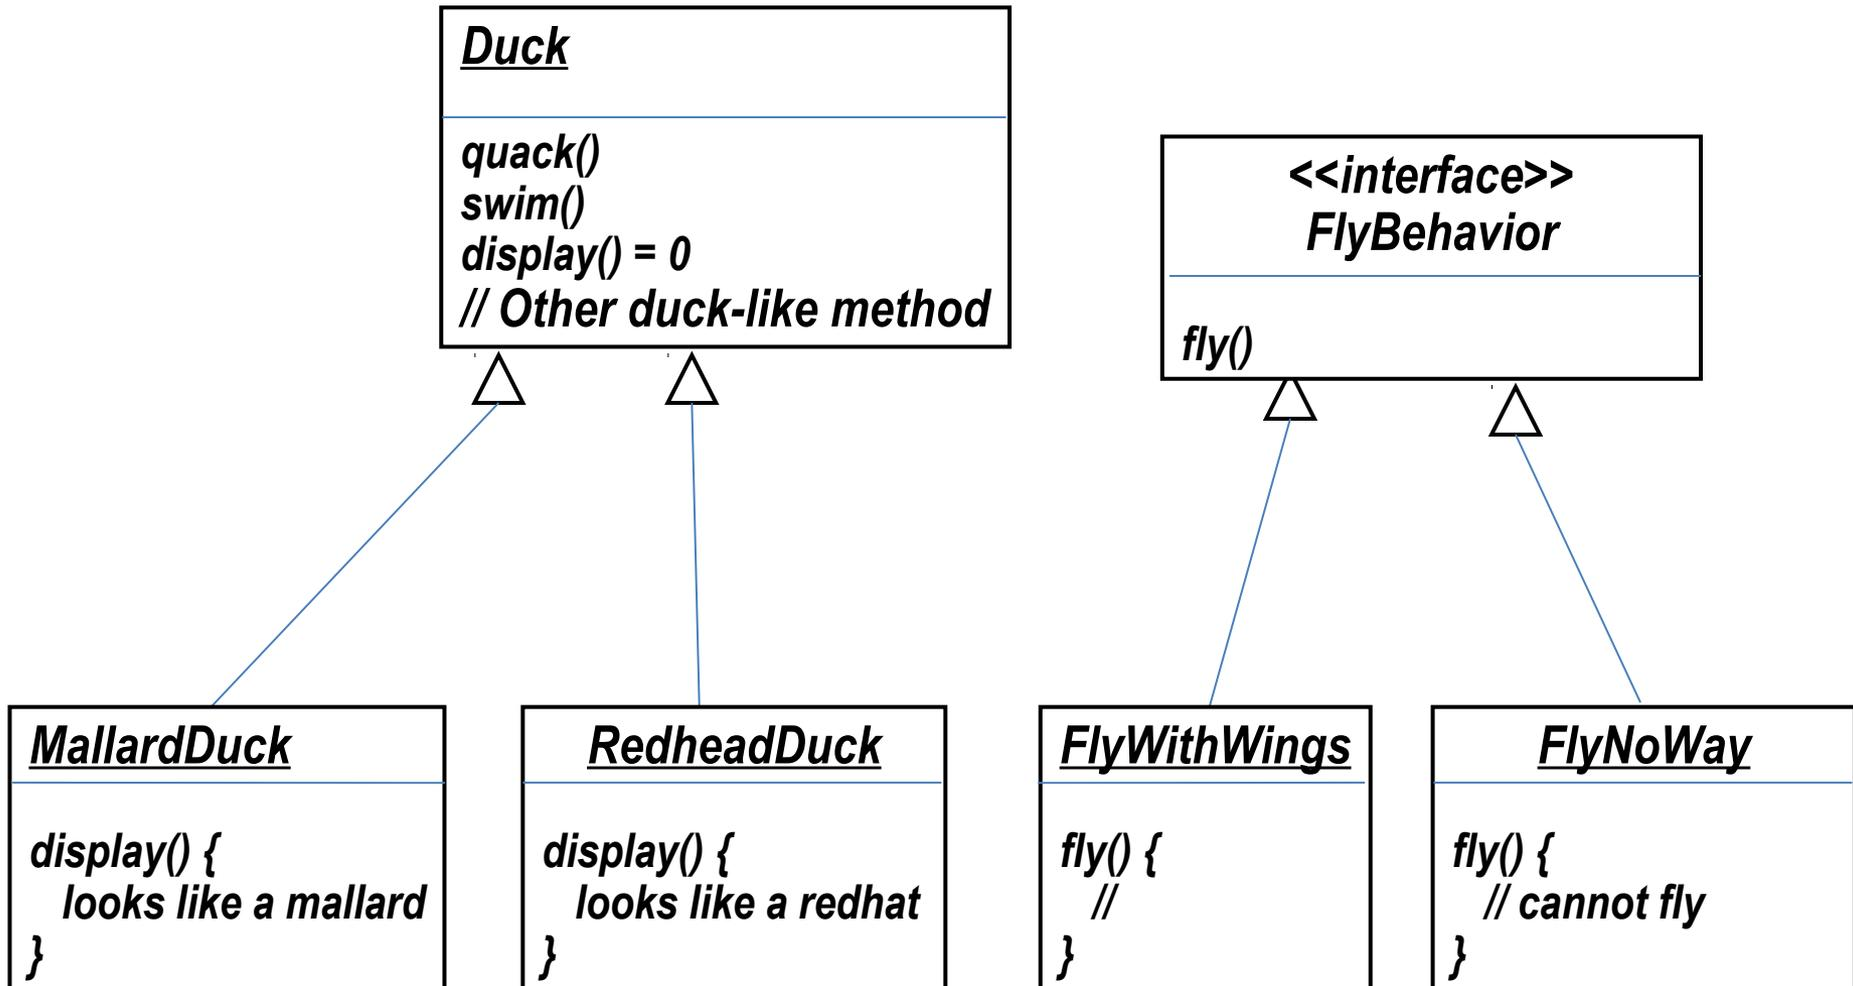 Duck
quack()
swim()
display() = 0
// Other duck-like method
<<interface>>
FlyBehavior
fly()
MallardDuck
display() {
looks like a mallard
}
RedheadDuck
display() {
looks like a redhat
}
FlyWithWings
fly() {
//
}
FlyNoWay
fly() {
// cannot fly
}